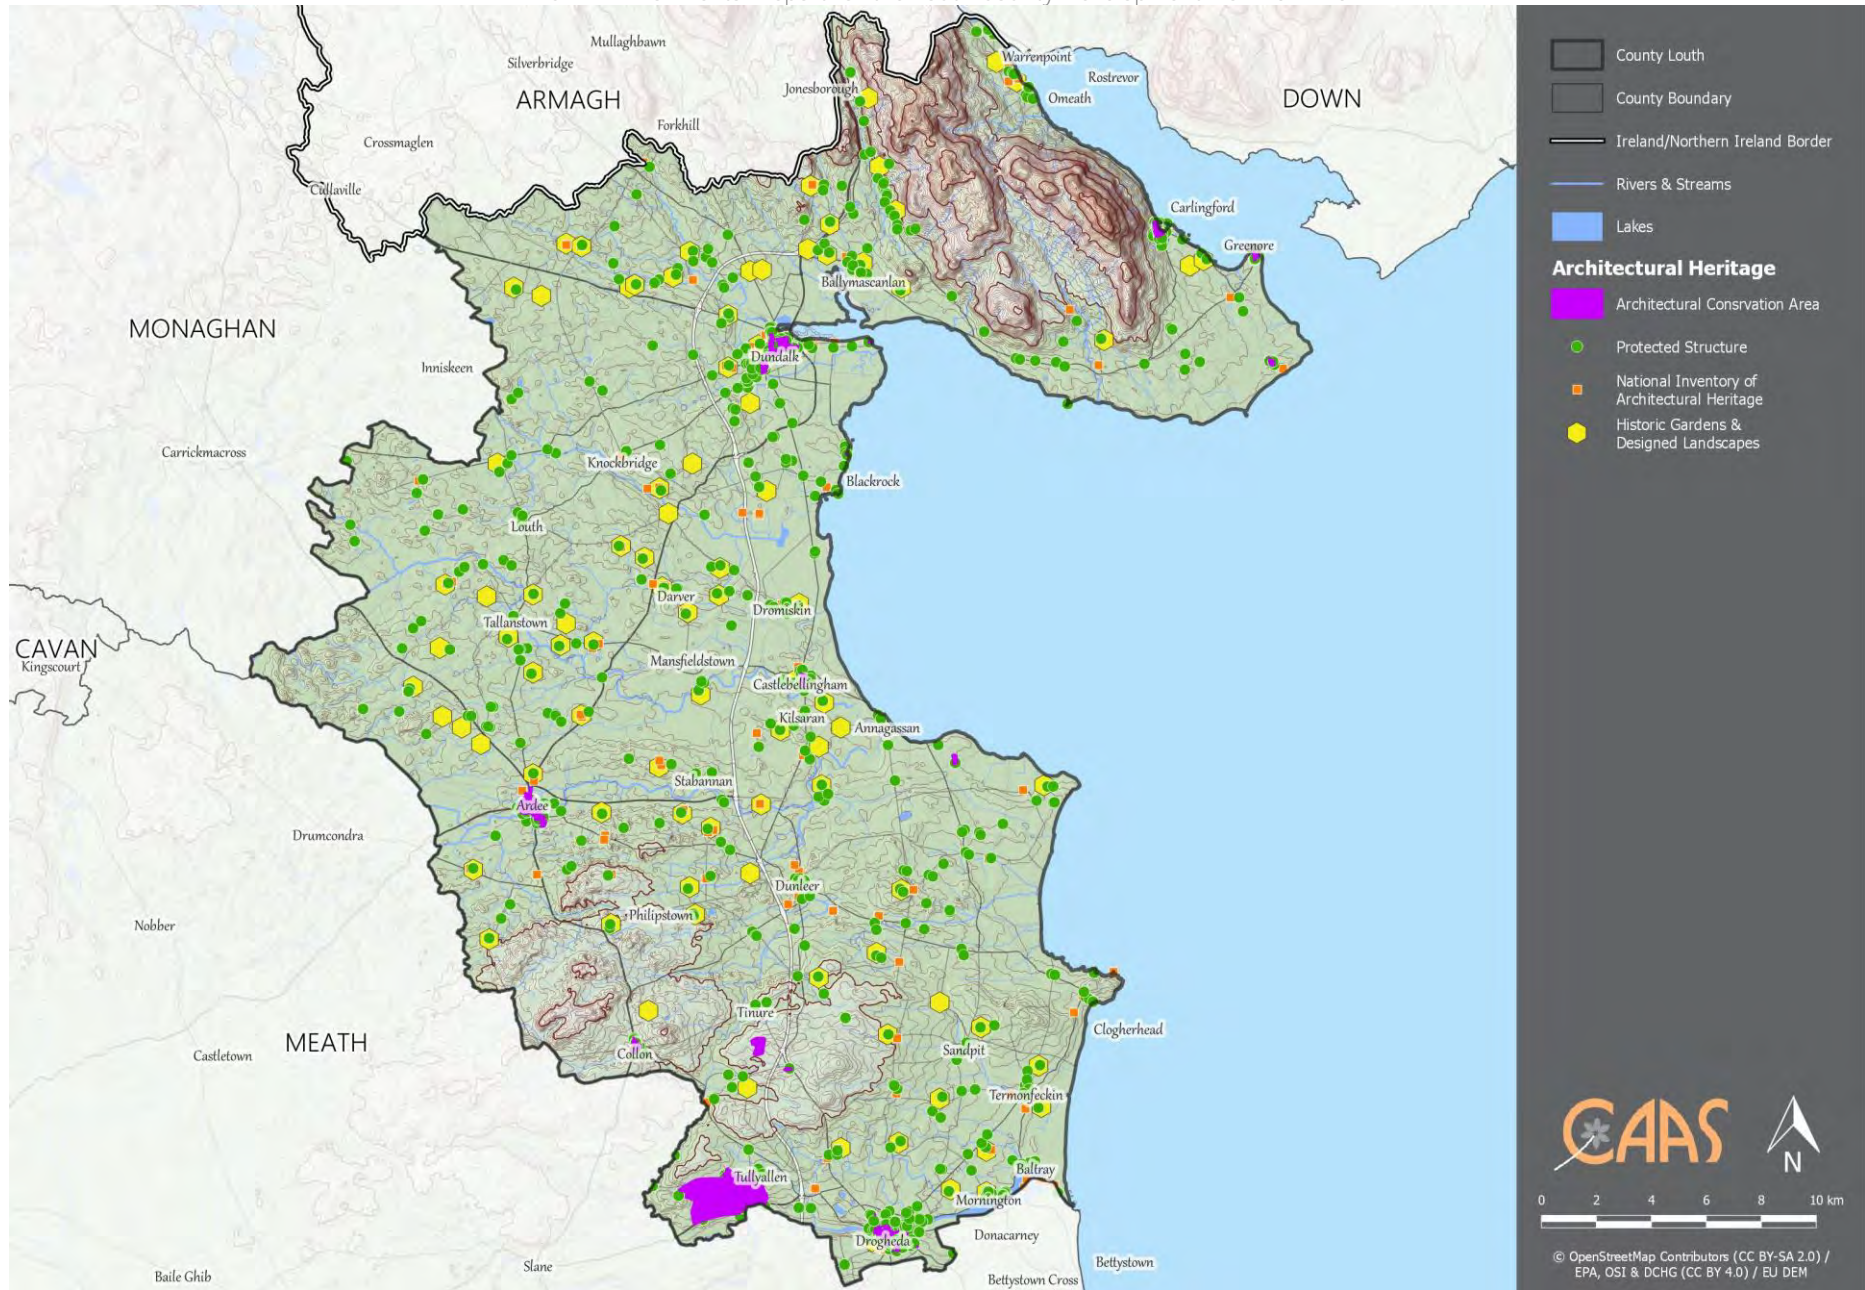 Mullaghbawn
Silverbridge
ARMAGH
Jonesborough
Warrenpoint
Rostrevor
Omeath
DOWN
Forkhill
Crossmaglen
Cullaville
Carlingford
Greenore
Ballymascanlan
MONAGHAN
Inniskeen
Dundalk
Carrickmacross
Knockbridge
Blackrock
Louth
Darver
Dromiskin
Tallanstown
CAVAN
Kingscourt
Mansfieldstown
Castlebellingham
Kilsaran
Annagassan
Stabannan
Ardee
Drumcondra
Dunleer
Philipstown
Nobber
Tinure
Clogherhead
MEATH
Castletown
Collon
Sandpit
Termonfeckin
Tullyallen
Baltray
Mornington
Drogheda
Donacarney
Slane
Bettystown
Baile Ghib
Bettystown Cross
County Louth
County Boundary
Ireland/Northern Ireland Border
Rivers & Streams
Lakes
Architectural Heritage
Architectural Consrvation Area
Protected Structure
National Inventory of
Architectural Heritage
Historic Gardens &
Designed Landscapes
CAAS
N
0 2 4 6 8 10 km
© OpenStreetMap Contributors (CC BY-SA 2.0) /
EPA, OSI & DCHG (CC BY 4.0) / EU DEM